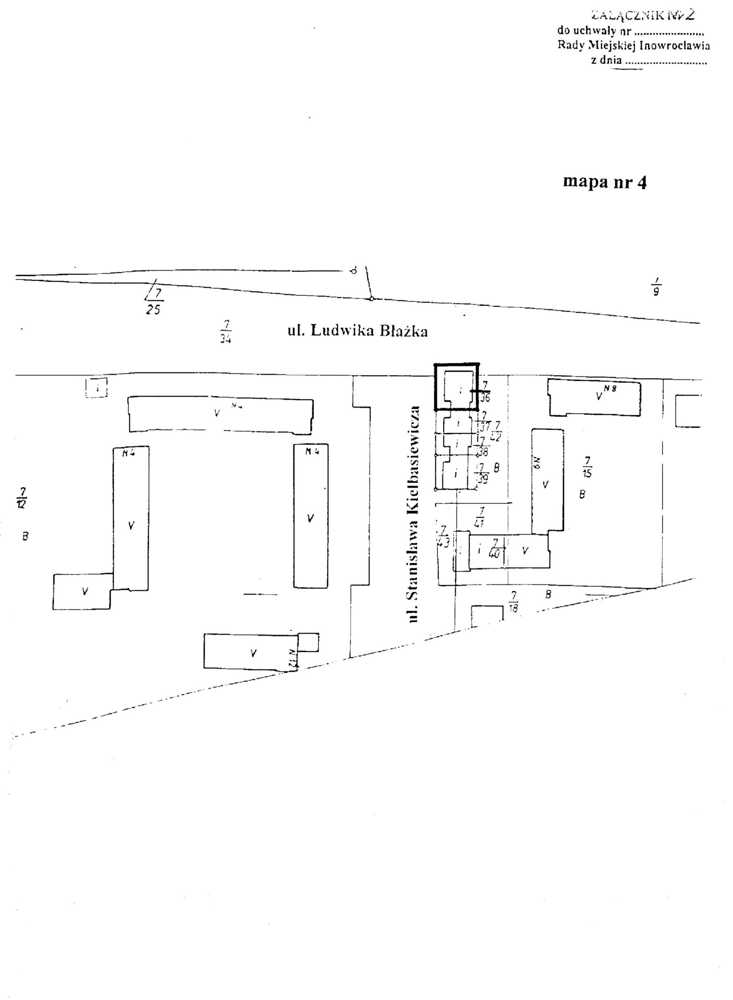 ZAŁĄCZNIK Nr 2
do uchwały nr ........................
Rady Miejskiej Inowrocławia
z dnia ............................
mapa nr 4
7
25
9
7
34
ul. Ludwika Błażka
i
V
N4
V
N8
i
7
36
i
7
37
7
42
i
7
38
i
7
39
B
N4
V
N4
V
N9
V
7
15
B
7
12
B
V
ul. Stanisława Kiełbasiewicza
7
41
7
43
i
i
7
40
V
7
18
B
V
N12